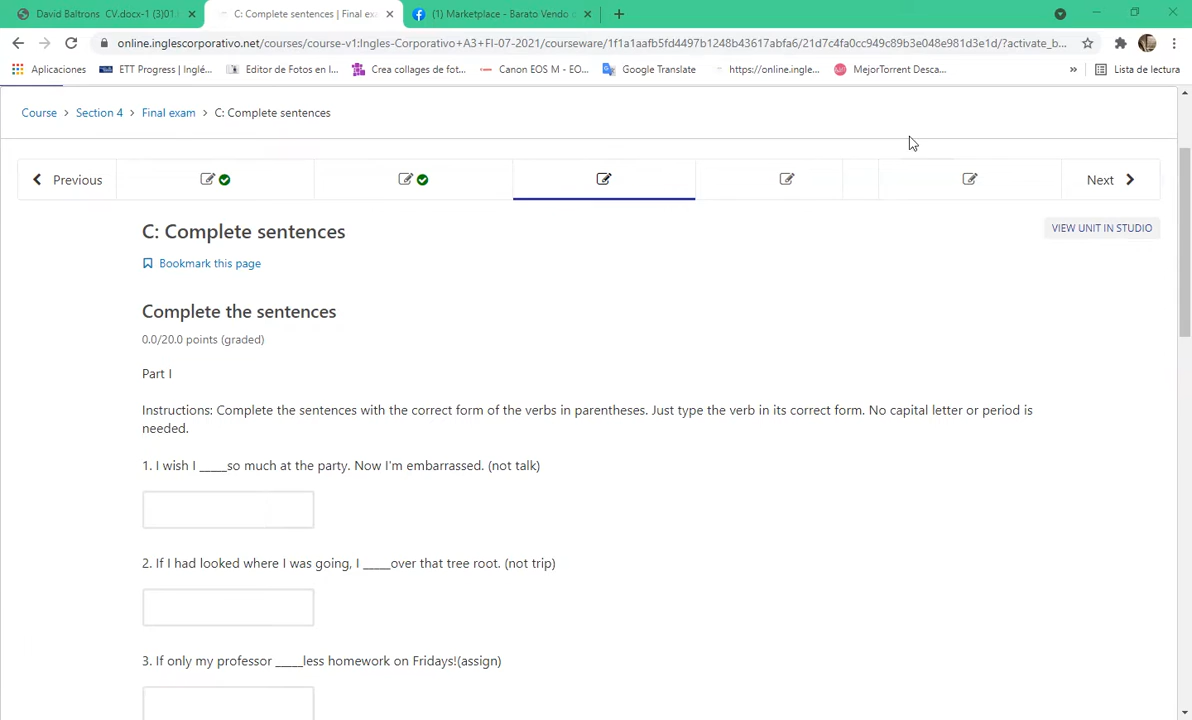 David Baltrons CV.docx-1 (3)01.
C: Complete sentences | Final exa
(1) Marketplace - Barato Vendo c
online.inglescorporativo.net/courses/course-v1:Ingles-Corporativo+A3+FI-07-2021/courseware/1f1a1aafb5fd4497b1248b43617abfa6/21d7c4fa0cc949c89b3e048e981d3e1d/?activate_b...
Aplicaciones ETT Progress | Inglé... Editor de Fotos en l... Crea collages de fot... Canon EOS M - EO... Google Translate https://online.ingle... MejorTorrent Desca... » Lista de lectura
Course > Section 4 > Final exam > C: Complete sentences
Previous
Next
C: Complete sentences
VIEW UNIT IN STUDIO
Bookmark this page
Complete the sentences
0.0/20.0 points (graded)
Part I
Instructions: Complete the sentences with the correct form of the verbs in parentheses. Just type the verb in its correct form. No capital letter or period is
needed.
1. I wish I _____so much at the party. Now I'm embarrassed. (not talk)
2. If I had looked where I was going, I _____over that tree root. (not trip)
3. If only my professor _____less homework on Fridays!(assign)